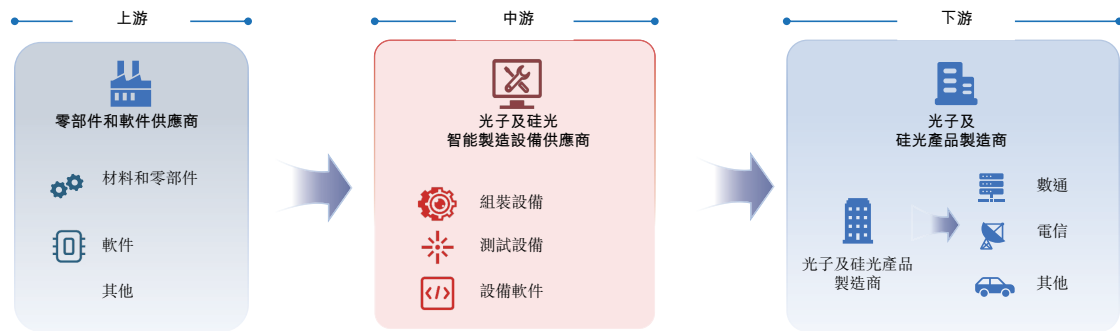 上游
零部件和軟件供應商
材料和零部件
軟件
其他
中游
光子及硅光
智能製造設備供應商
組裝設備
測試設備
設備軟件
下游
光子及
硅光產品製造商
光子及硅光產品
製造商
數通
電信
其他